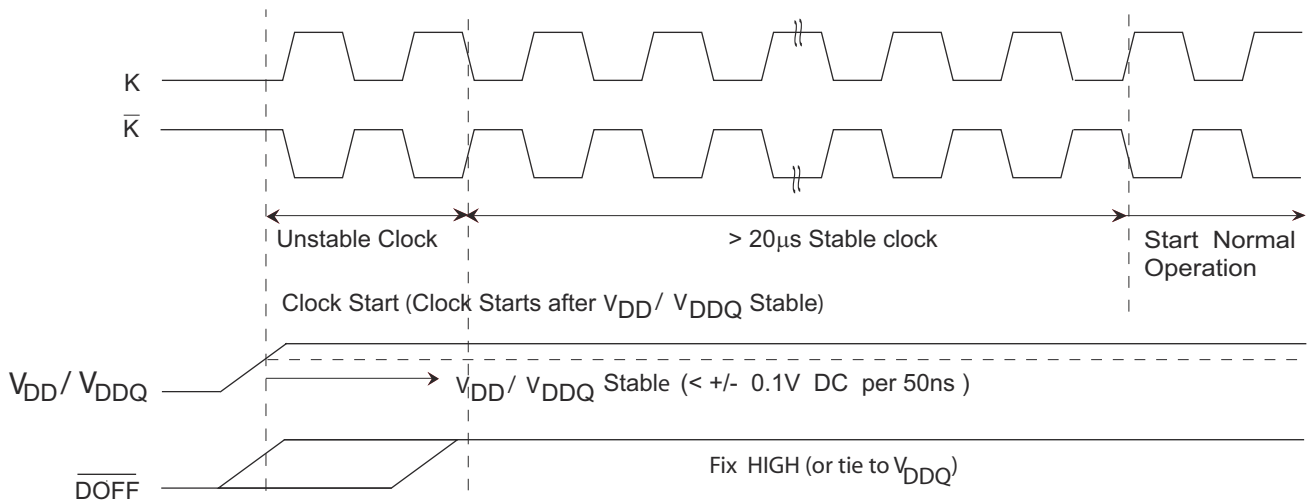 K
K̅
Unstable Clock
> 20μs Stable clock
Start Normal
Operation
Clock Start (Clock Starts after VDD / VDDQ Stable)
VDD / VDDQ
VDD / VDDQ Stable (< +/- 0.1V DC per 50ns )
D̅O̅F̅F̅
Fix HIGH (or tie to VDDQ)